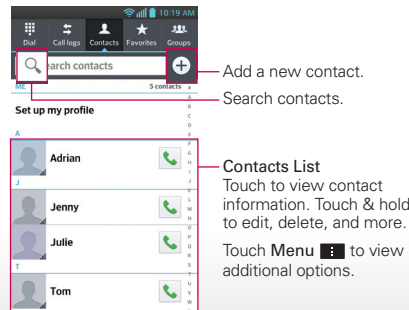 10:19 AM
Dial Call logs Contacts Favorites Groups
earch contacts
Add a new contact.
Search contacts.
ME 5 contacts
Set up my profile
A
Adrian
J
Jenny
Julie
T
Tom
Contacts List
Touch to view contact
information. Touch & hold
to edit, delete, and more.
Touch Menu to view
additional options.